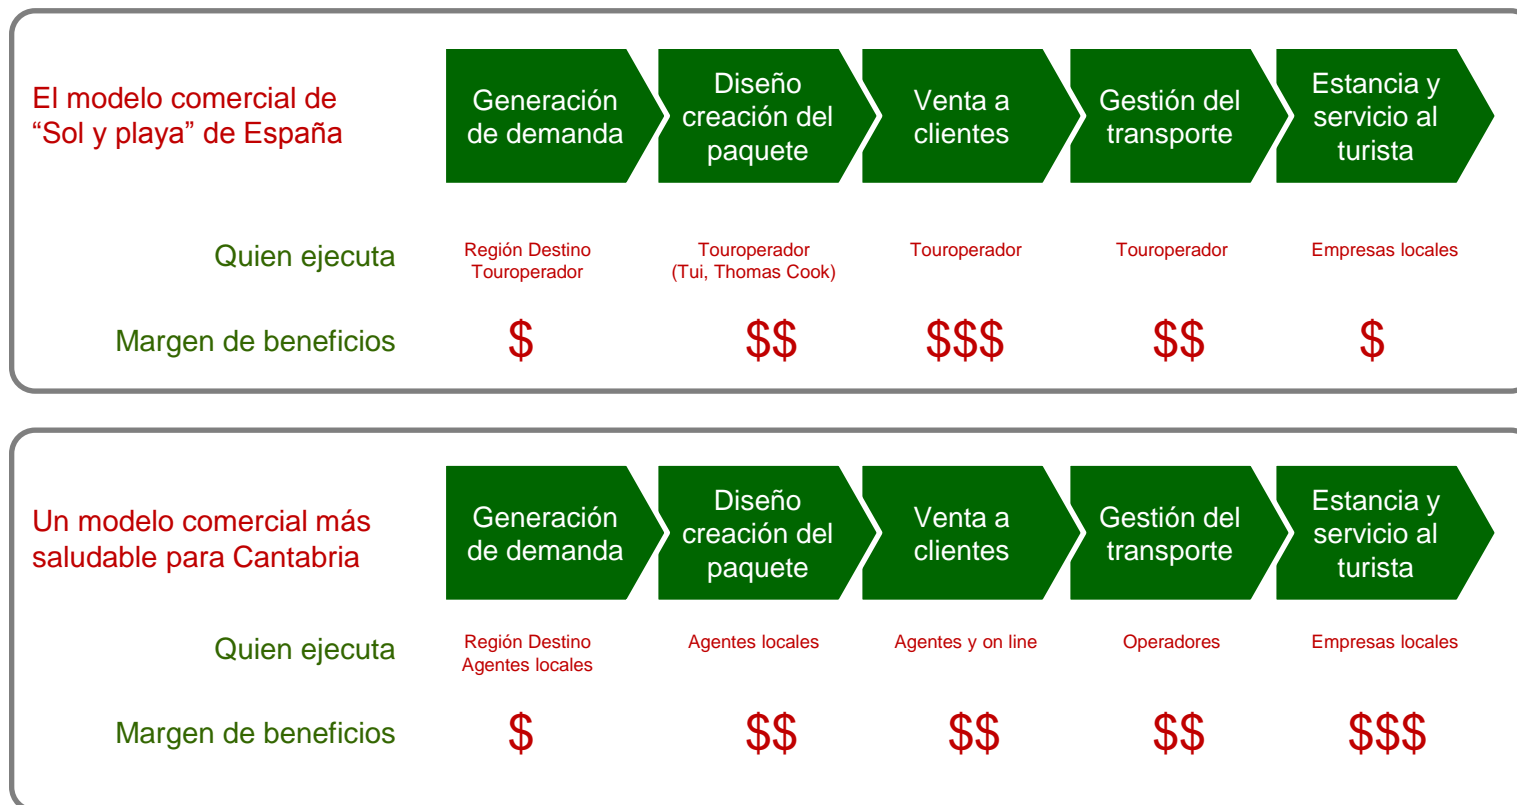 El modelo comercial de
“Sol y playa” de España
Generación
de demanda
Diseño
creación del
paquete
Venta a
clientes
Gestión del
transporte
Estancia y
servicio al
turista
Quien ejecuta
Región Destino
Touroperador
Touroperador
(Tui, Thomas Cook)
Touroperador
Touroperador
Empresas locales
Margen de beneficios
$
$$
$$$
$$
$
Un modelo comercial más
saludable para Cantabria
Generación
de demanda
Diseño
creación del
paquete
Venta a
clientes
Gestión del
transporte
Estancia y
servicio al
turista
Quien ejecuta
Región Destino
Agentes locales
Agentes locales
Agentes y on line
Operadores
Empresas locales
Margen de beneficios
$
$$
$$
$$
$$$